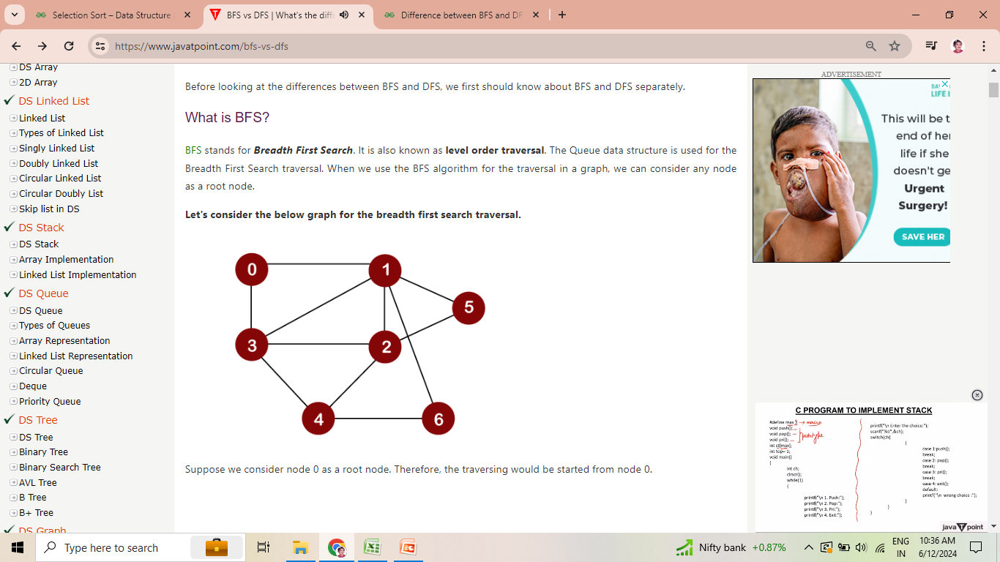 Selection Sort – Data Structure
BFS vs DFS | What's the diffe
Difference between BFS and DF
https://www.javatpoint.com/bfs-vs-dfs
DS Array
2D Array
DS Linked List
Linked List
Types of Linked List
Singly Linked List
Doubly Linked List
Circular Linked List
Circular Doubly List
Skip list in DS
DS Stack
DS Stack
Array Implementation
Linked List Implementation
DS Queue
DS Queue
Types of Queues
Array Representation
Linked List Representation
Circular Queue
Deque
Priority Queue
DS Tree
DS Tree
Binary Tree
Binary Search Tree
AVL Tree
B Tree
B+ Tree
DS Graph
Before looking at the differences between BFS and DFS, we first should know about BFS and DFS separately.
What is BFS?
BFS stands for Breadth First Search. It is also known as level order traversal. The Queue data structure is used for the
Breadth First Search traversal. When we use the BFS algorithm for the traversal in a graph, we can consider any node
as a root node.
Let's consider the below graph for the breadth first search traversal.
0
1
5
3
2
4
6
Suppose we consider node 0 as a root node. Therefore, the traversing would be started from node 0.
ADVERTISEMENT
LIFE
This will be t
end of her
life if she
doesn't ge
Urgent
Surgery!
SAVE HER
C PROGRAM TO IMPLEMENT STACK
#define max 5
void push();
void pop();
void pri();
prototype
int st[max];
int top=-1;
void main()
{
int ch;
clrscr();
while(1)
{
printf("\n 1. Push:");
printf("\n 2. Pop:");
printf("\n 3. Pri:");
printf("\n 4. Exit:");
printf("\n Enter the choice:");
scanf("%d",&ch);
switch(ch)
{
case 1:push();
break;
case 2: pop();
break;
case 3: pri();
break;
case 4: exit();
default:
printf("\n wrong choice :");
}
}
}
javaTpoint
Type here to search
Nifty bank +0.87%
ENG
IN
10:36 AM
6/12/2024